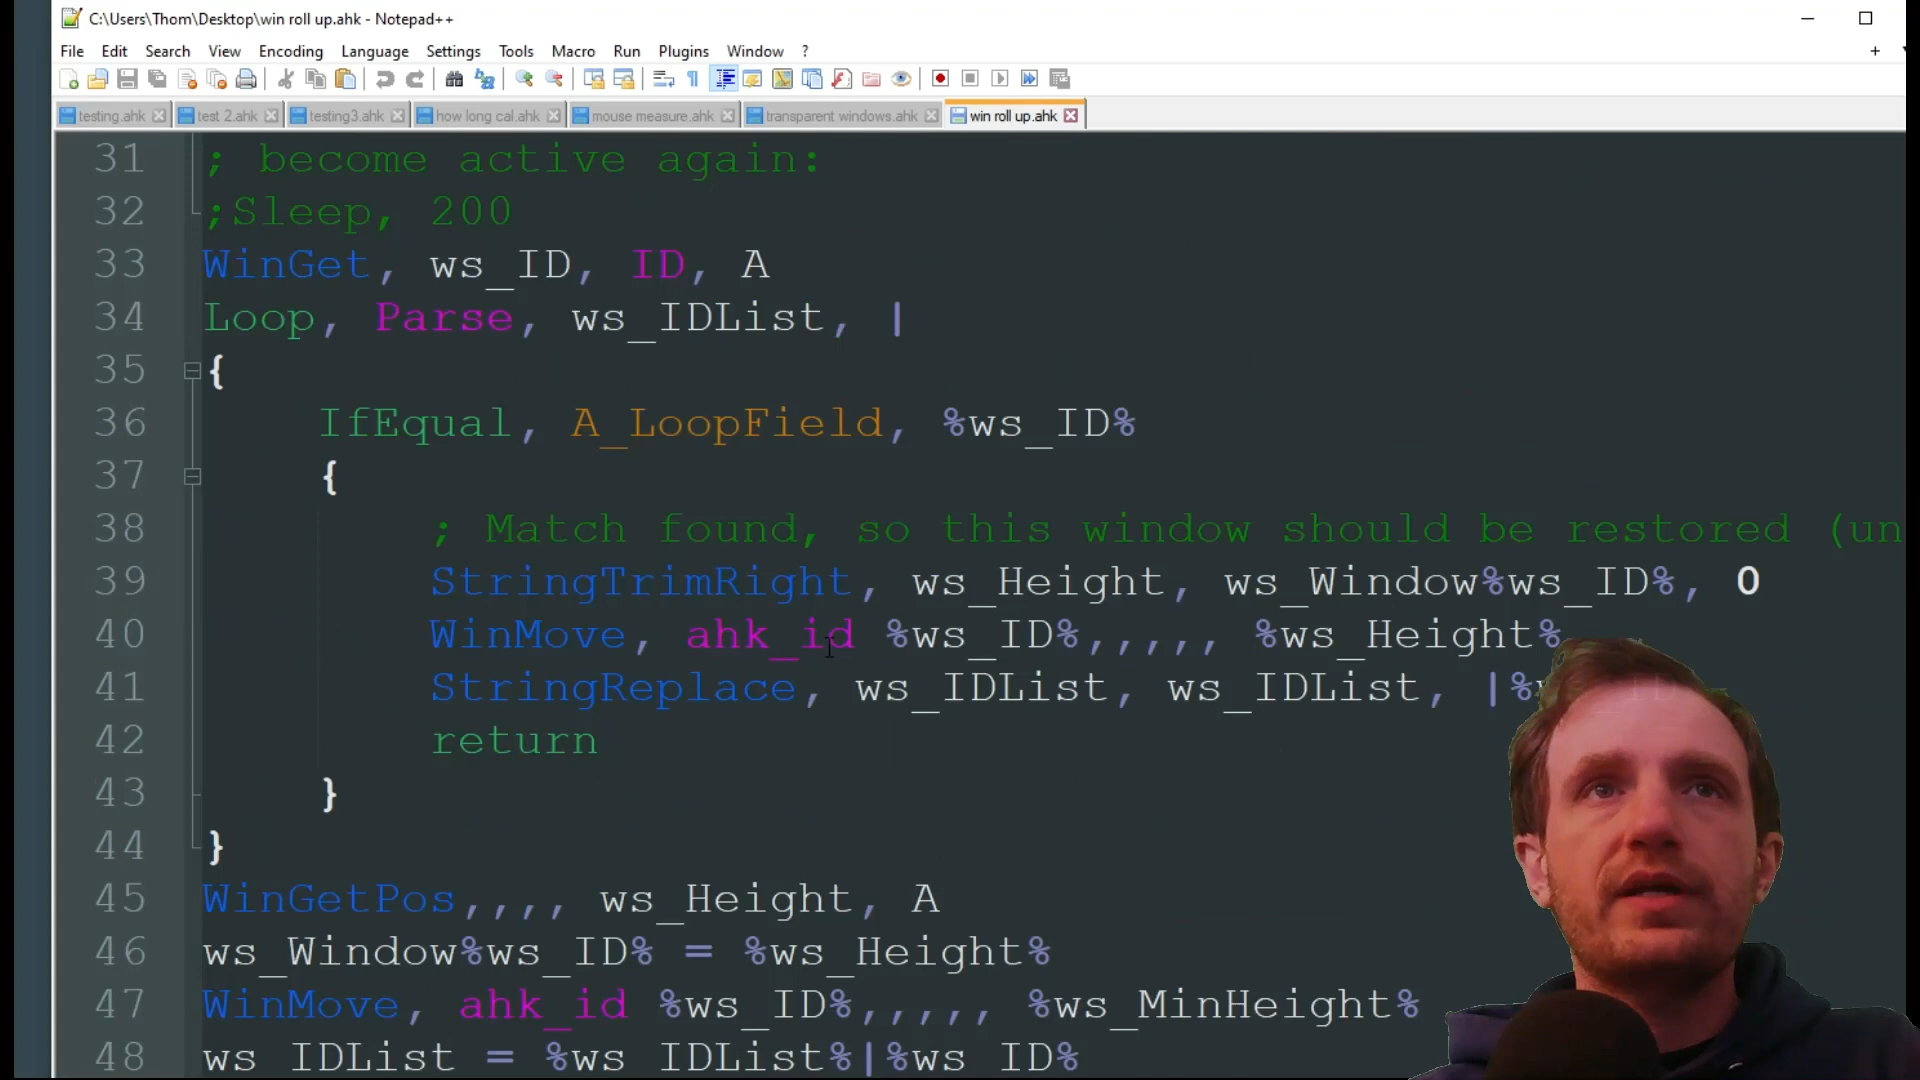 C:\Users\Thom\Desktop\win roll up.ahk - Notepad++
File Edit Search View Encoding Language Settings Tools Macro Run Plugins Window ?
testing.ahk test 2.ahk testing3.ahk how long cal.ahk mouse measure.ahk transparent windows.ahk win roll up.ahk
31 ; become active again:
32 ;Sleep, 200
33 WinGet, ws_ID, ID, A
34 Loop, Parse, ws_IDList, |
35 {
36 IfEqual, A_LoopField, %ws_ID%
37 {
38 ; Match found, so this window should be restored (un
39 StringTrimRight, ws_Height, ws_Window%ws_ID%, 0
40 WinMove, ahk_id %ws_ID%,,,,, %ws_Height%
41 StringReplace, ws_IDList, ws_IDList, |%
42 return
43 }
44 }
45 WinGetPos,,,, ws_Height, A
46 ws_Window%ws_ID% = %ws_Height%
47 WinMove, ahk_id %ws_ID%,,,,, %ws_MinHeight%
48 ws_IDList = %ws_IDList%|%ws_ID%